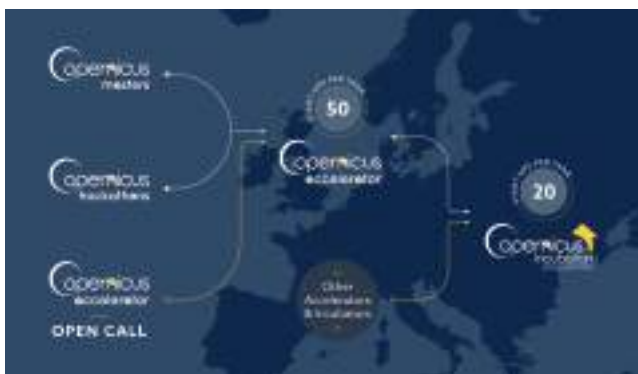 Copernicus
masters
Copernicus
hackathons
Copernicus
accelerator
OPEN CALL
50
Copernicus
accelerator
Other
Accelerators
& Incubators
20
Copernicus
incubation